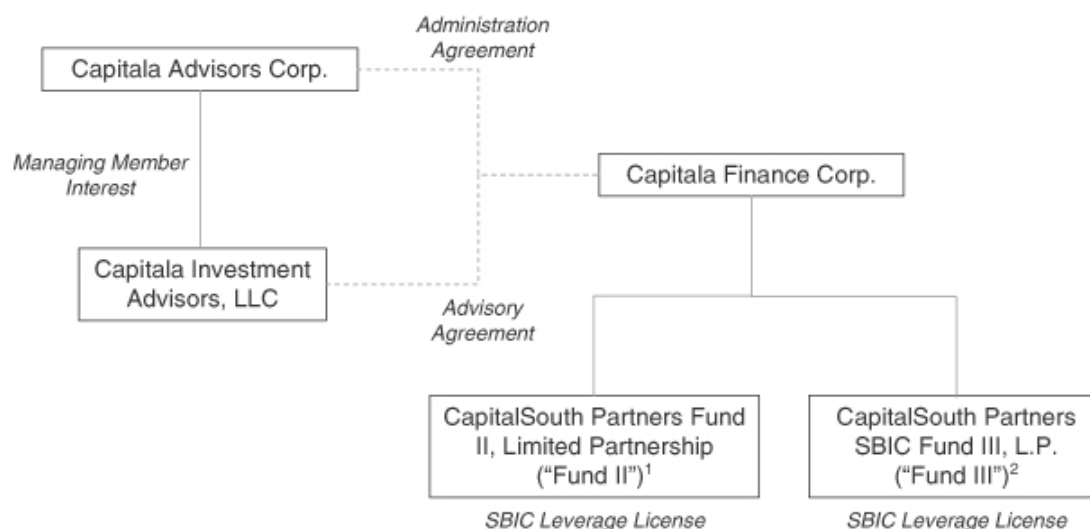 Administration
Agreement
Capitala Advisors Corp.
Managing Member
Interest
Capitala Finance Corp.
Capitala Investment
Advisors, LLC
Advisory
Agreement
CapitalSouth Partners Fund
II, Limited Partnership
(“Fund II”)¹
SBIC Leverage License
CapitalSouth Partners
SBIC Fund III, L.P.
(“Fund III”)²
SBIC Leverage License